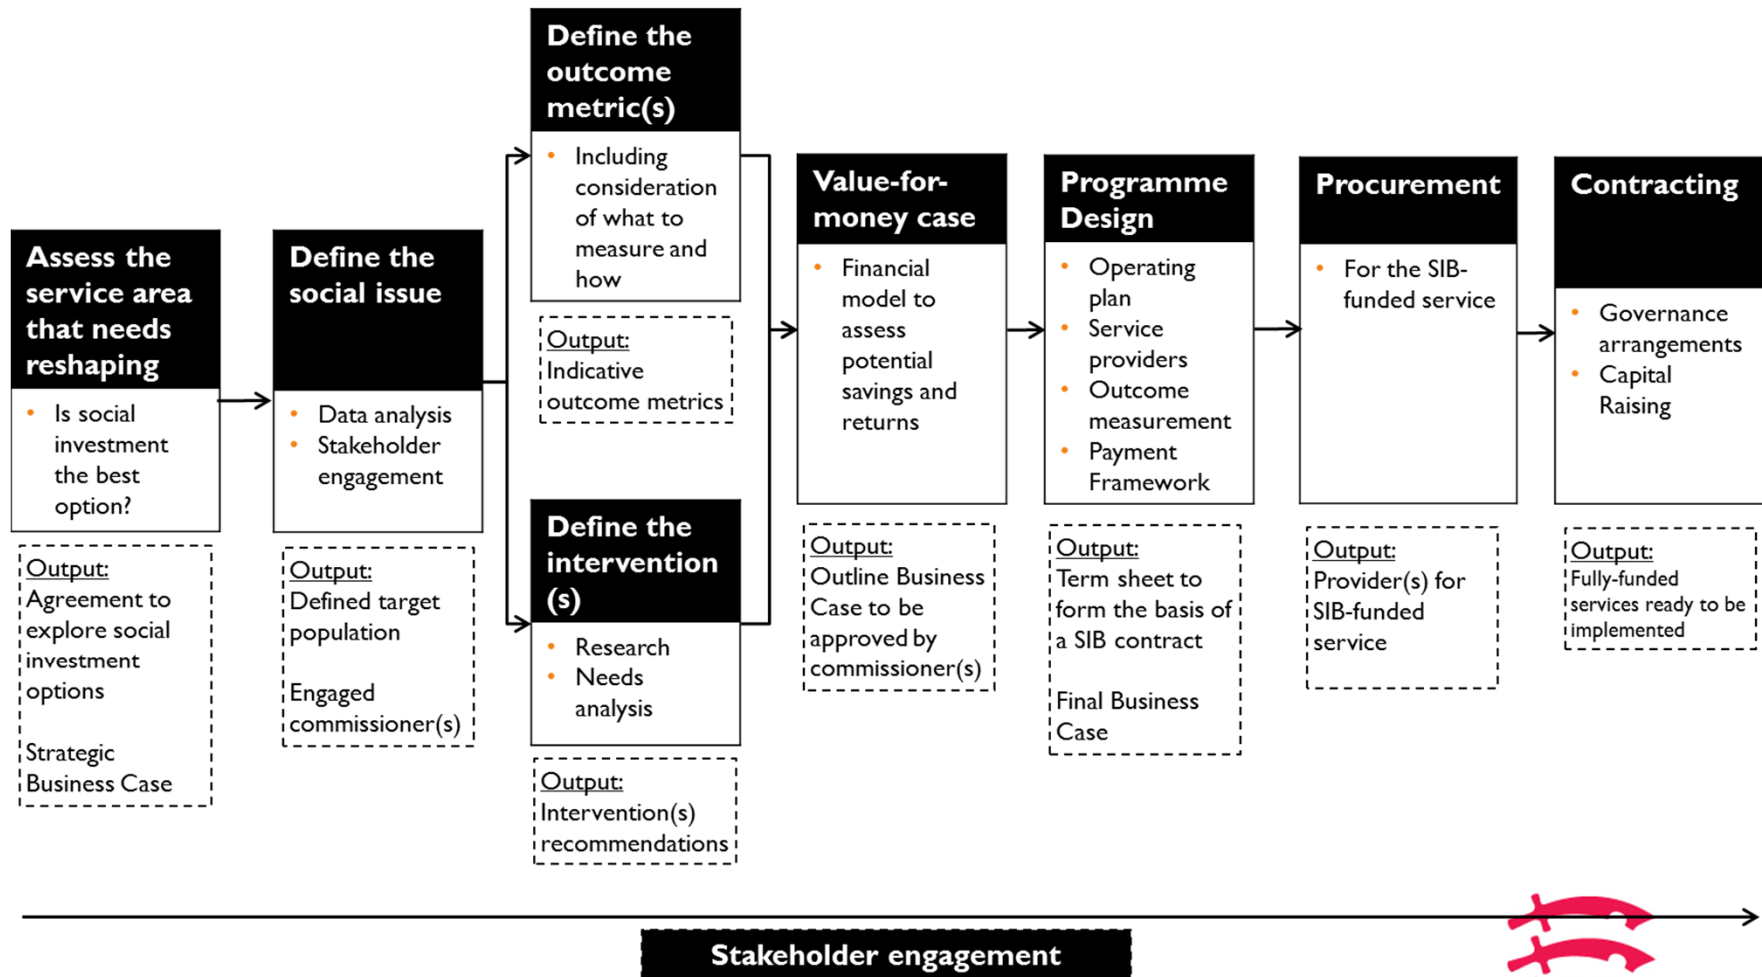 Assess the
service area
that needs
reshaping
• Is social
investment
the best
option?
Output:
Agreement to
explore social
investment
options
Strategic
Business Case
Define the
social issue
• Data analysis
• Stakeholder
engagement
Output:
Defined target
population
Engaged
commissioner(s)
Define the
outcome
metric(s)
• Including
consideration
of what to
measure and
how
Output:
Indicative
outcome metrics
Define the
intervention
(s)
• Research
• Needs
analysis
Output:
Intervention(s)
recommendations
Value-for-
money case
• Financial
model to
assess
potential
savings and
returns
Output:
Outline Business
Case to be
approved by
commissioner(s)
Programme
Design
• Operating
plan
• Service
providers
• Outcome
measurement
• Payment
Framework
Output:
Term sheet to
form the basis of
a SIB contract
Final Business
Case
Procurement
• For the SIB-
funded service
Output:
Provider(s) for
SIB-funded
service
Contracting
• Governance
arrangements
• Capital
Raising
Output:
Fully-funded
services ready to be
implemented
Stakeholder engagement